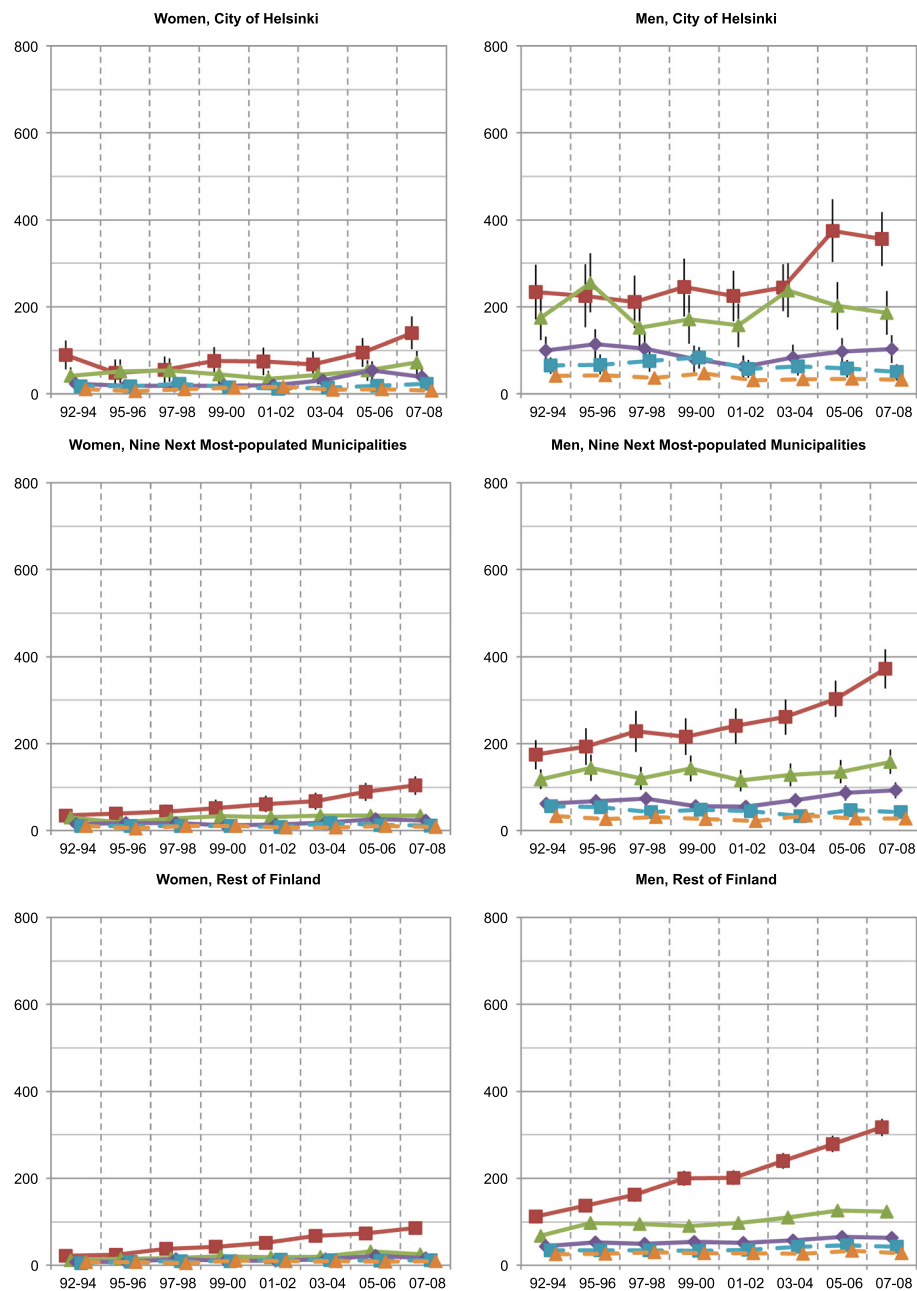 Women, City of Helsinki
Men, City of Helsinki
800
600
400
200
0
92-94 95-96 97-98 99-00 01-02 03-04 05-06 07-08
800
600
400
200
0
92-94 95-96 97-98 99-00 01-02 03-04 05-06 07-08
Women, Nine Next Most-populated Municipalities
Men, Nine Next Most-populated Municipalities
800
600
400
200
0
92-94 95-96 97-98 99-00 01-02 03-04 05-06 07-08
800
600
400
200
0
92-94 95-96 97-98 99-00 01-02 03-04 05-06 07-08
Women, Rest of Finland
Men, Rest of Finland
800
600
400
200
0
92-94 95-96 97-98 99-00 01-02 03-04 05-06 07-08
800
600
400
200
0
92-94 95-96 97-98 99-00 01-02 03-04 05-06 07-08